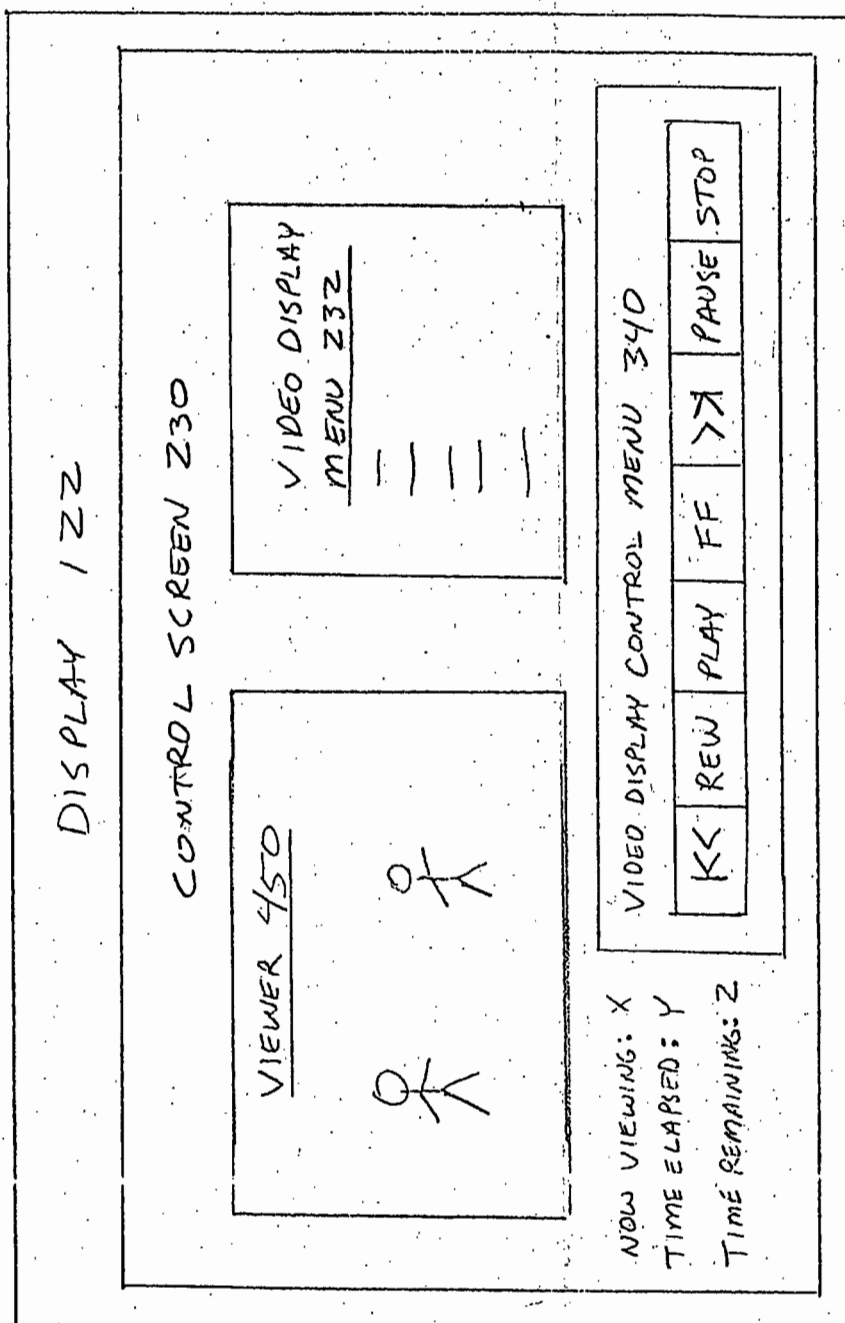 DISPLAY 122
CONTROL SCREEN 230
VIEWER 450
VIDEO DISPLAY
MENU 232
NOW VIEWING: X
TIME ELAPSED: Y
TIME REMAINING: Z
VIDEO DISPLAY CONTROL MENU 340
K< REW PLAY FF >X PAUSE STOP